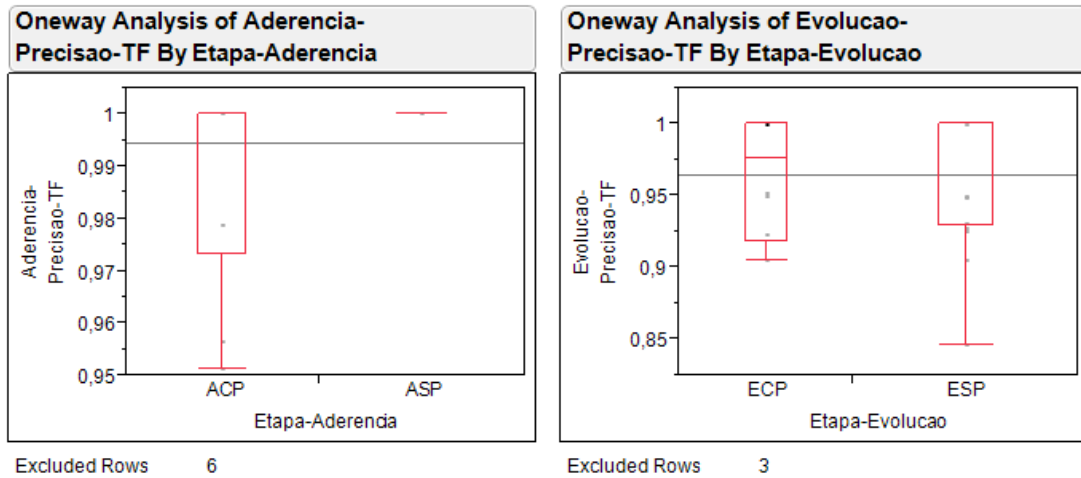 Oneway Analysis of Aderencia-
Precisao-TF By Etapa-Aderencia
1
0,99
0,98
0,97
0,96
0,95
Aderencia-
Precisao-TF
ACP
ASP
Etapa-Aderencia
Excluded Rows 6
Oneway Analysis of Evolucao-
Precisao-TF By Etapa-Evolucao
1
0,95
0,9
0,85
Evolucao-
Precisao-TF
ECP
ESP
Etapa-Evolucao
Excluded Rows 3